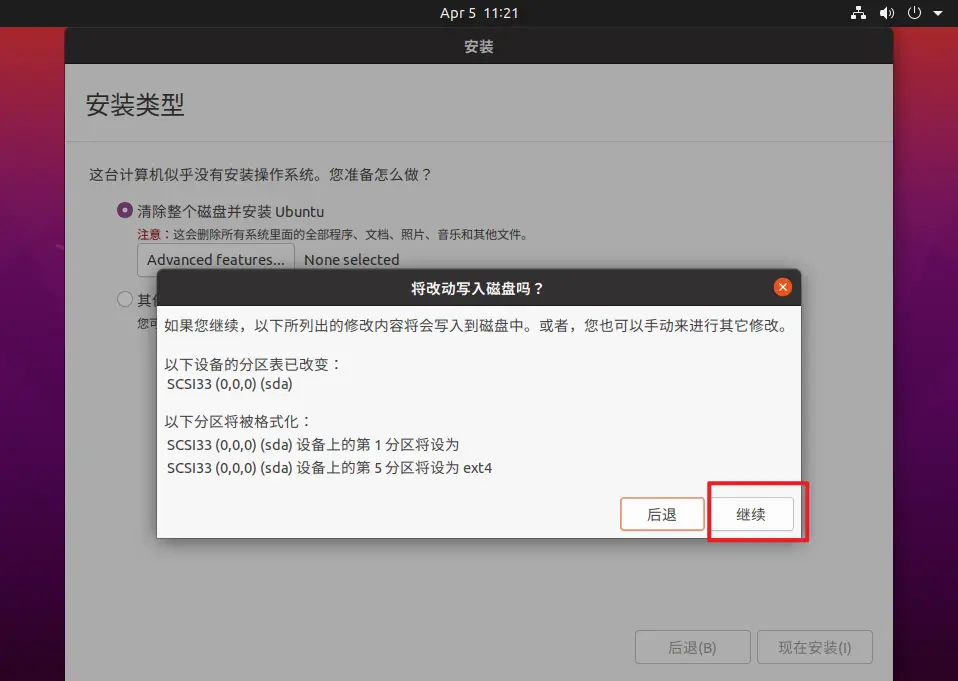 Apr 5 11:21
安装
安装类型
这台计算机似乎没有安装操作系统。您准备怎么做？
清除整个磁盘并安装 Ubuntu
注意：这会删除所有系统里面的全部程序、文档、照片、音乐和其他文件。
Advanced features... None selected
将改动写入磁盘吗？
其
您可
如果您继续，以下所列出的修改内容将会写入到磁盘中。或者，您也可以手动来进行其它修改。
以下设备的分区表已改变：
SCSI33 (0,0,0) (sda)
以下分区将被格式化：
SCSI33 (0,0,0) (sda) 设备上的第 1 分区将设为
SCSI33 (0,0,0) (sda) 设备上的第 5 分区将设为 ext4
后退 继续
后退(B) 现在安装(I)